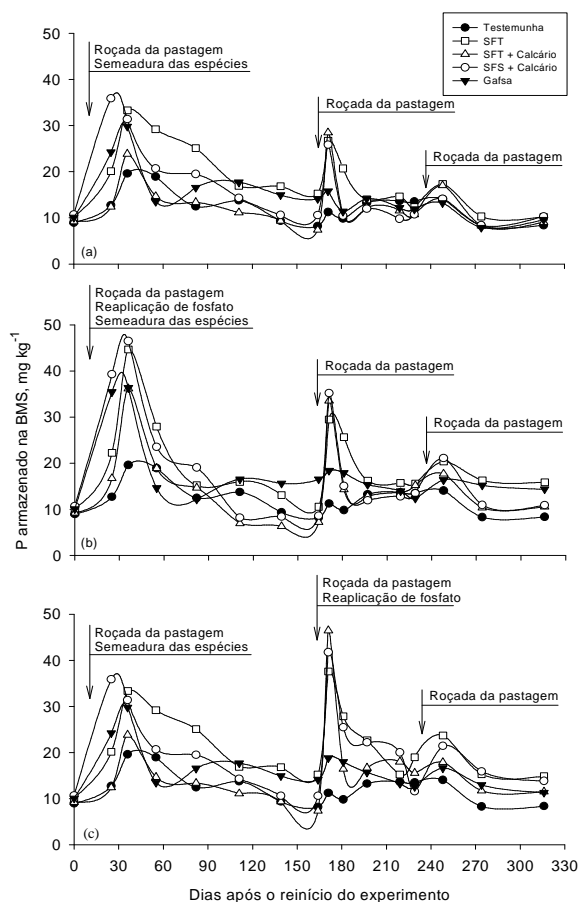 Testemunha
SFT
SFT + Calcário
SFS + Calcário
Gafsa
Roçada da pastagem
Semeadura das espécies
Roçada da pastagem
Roçada da pastagem
50
40
30
20
10
0
(a)
Roçada da pastagem
Reaplicação de fosfato
Semeadura das espécies
Roçada da pastagem
Roçada da pastagem
P armazenado na BMS, mg kg-1
50
40
30
20
10
0
(b)
Roçada da pastagem
Reaplicação de fosfato
Roçada da pastagem
Semeadura das espécies
Roçada da pastagem
50
40
30
20
10
0
(c)
0 30 60 90 120 150 180 210 240 270 300 330
Dias após o reinício do experimento